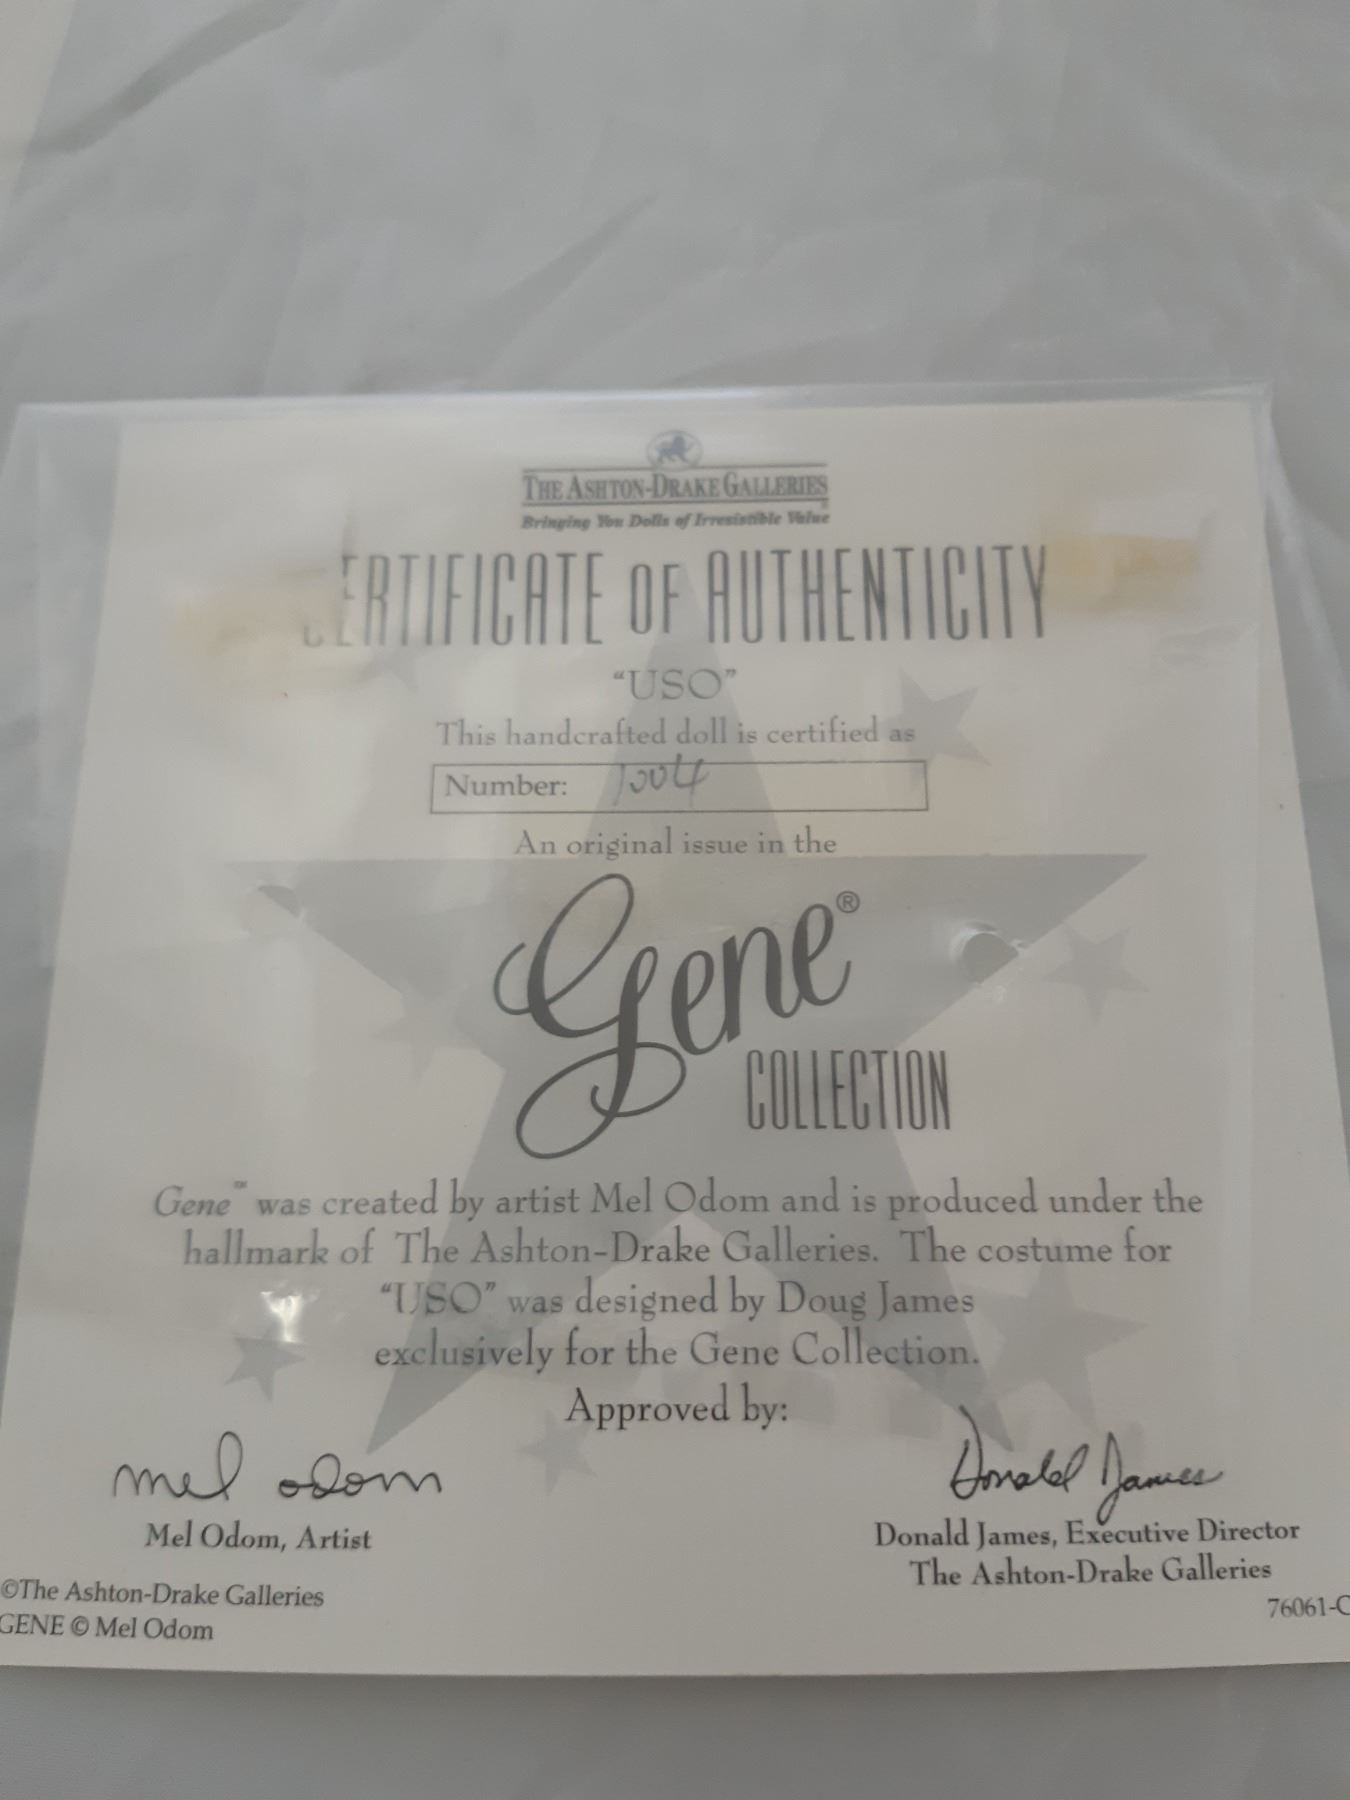 THE ASHTON-DRAKE GALLERIES
Bringing You Dolls of Irresistible Value
CERTIFICATE OF AUTHENTICITY
“USO”
This handcrafted doll is certified as
Number: 1004
An original issue in the
Gene®
COLLECTION
Gene™ was created by artist Mel Odom and is produced under the
hallmark of The Ashton-Drake Galleries. The costume for
“USO” was designed by Doug James
exclusively for the Gene Collection.
Approved by:
mel odom
Donald James
Mel Odom, Artist
Donald James, Executive Director
The Ashton-Drake Galleries
©The Ashton-Drake Galleries
GENE © Mel Odom
76061-C